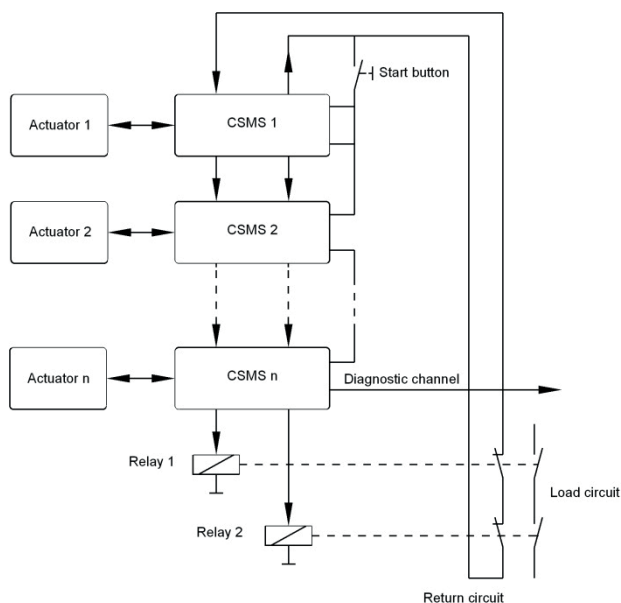 Start button
Actuator 1
CSMS 1
Actuator 2
CSMS 2
Actuator n
CSMS n
Diagnostic channel
Relay 1
Load circuit
Relay 2
Return circuit